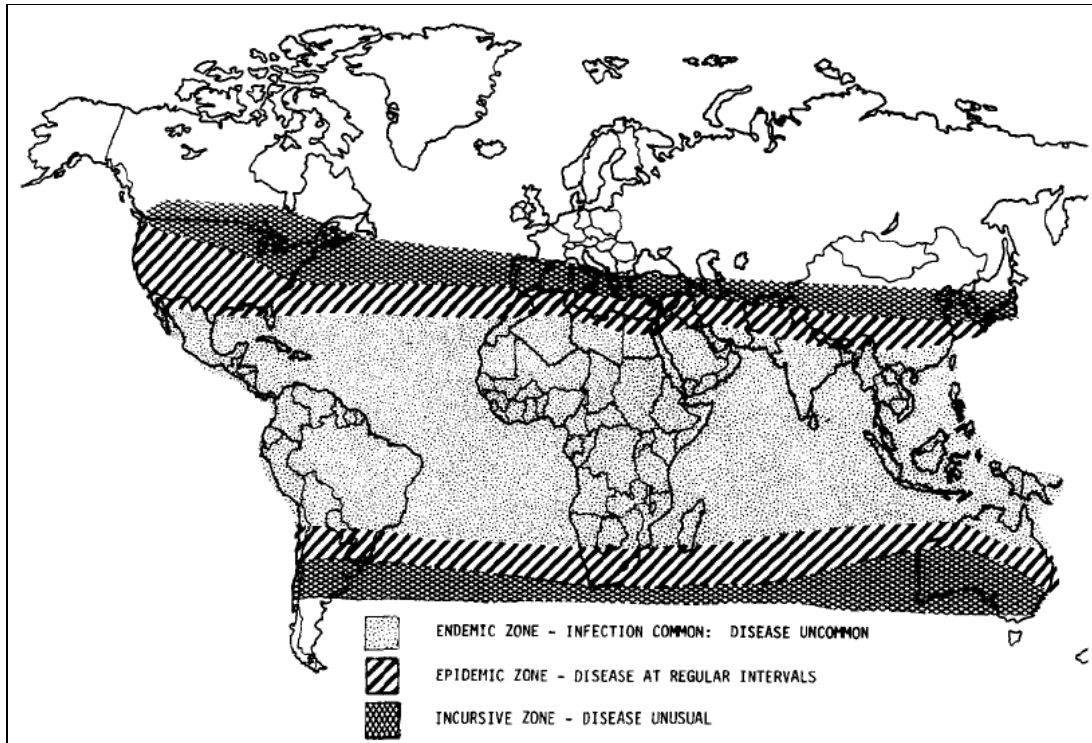 ENDEMIC ZONE - INFECTION COMMON: DISEASE UNCOMMON
EPIDEMIC ZONE - DISEASE AT REGULAR INTERVALS
INCURSIVE ZONE - DISEASE UNUSUAL